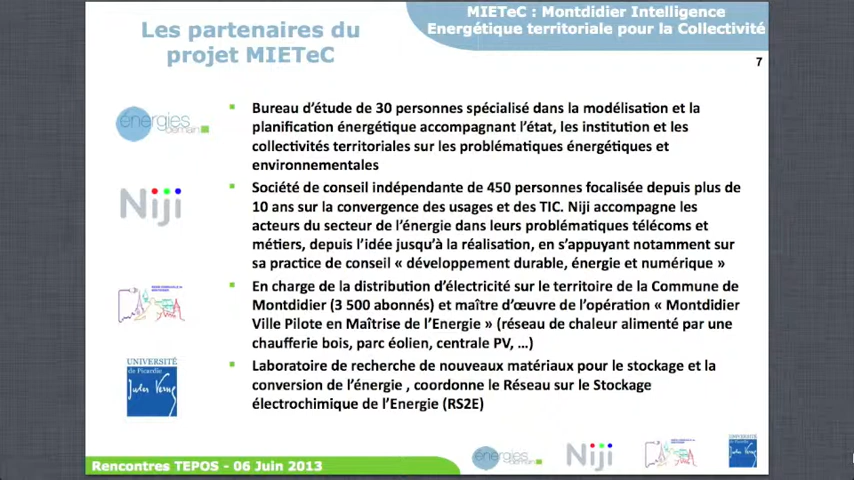 Les partenaires du
projet MIETeC
MIETeC : Montdidier Intelligence
Energétique territoriale pour la Collectivité
7
énergies
demain
Bureau d'étude de 30 personnes spécialisé dans la modélisation et la
planification énergétique accompagnant l'état, les institution et les
collectivités territoriales sur les problématiques énergétiques et
environnementales
Niji
Société de conseil indépendante de 450 personnes focalisée depuis plus de
10 ans sur la convergence des usages et des TIC. Niji accompagne les
acteurs du secteur de l'énergie dans leurs problématiques télécoms et
métiers, depuis l'idée jusqu'à la réalisation, en s'appuyant notamment sur
sa practice de conseil « développement durable, énergie et numérique »
En charge de la distribution d'électricité sur le territoire de la Commune de
Montdidier (3 500 abonnés) et maître d'œuvre de l'opération « Montdidier
Ville Pilote en Maîtrise de l'Energie » (réseau de chaleur alimenté par une
chaufferie bois, parc éolien, centrale PV, ...)
UNIVERSITÉ
de Picardie
Jules Verne
Laboratoire de recherche de nouveaux matériaux pour le stockage et la
conversion de l'énergie , coordonne le Réseau sur le Stockage
électrochimique de l'Energie (RS2E)
Rencontres TEPOS - 06 Juin 2013
énergies
demain
Niji